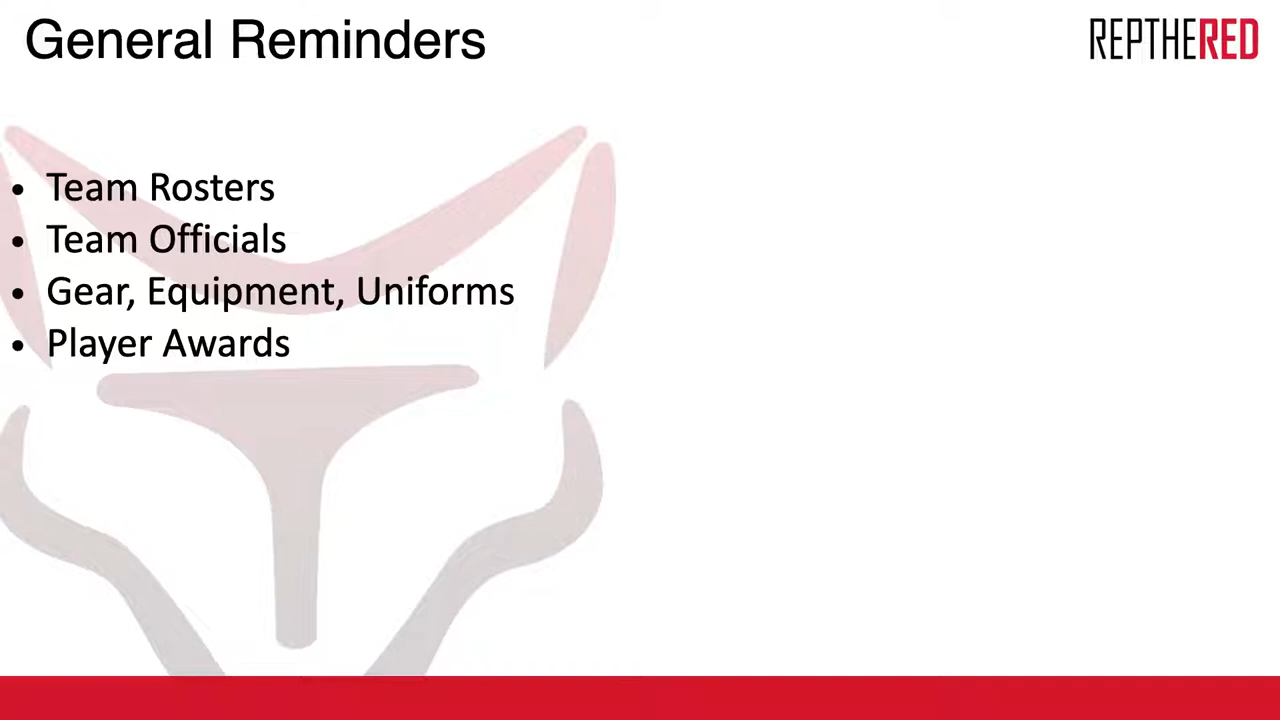 General Reminders
REPTHERED
• Team Rosters
• Team Officials
• Gear, Equipment, Uniforms
• Player Awards